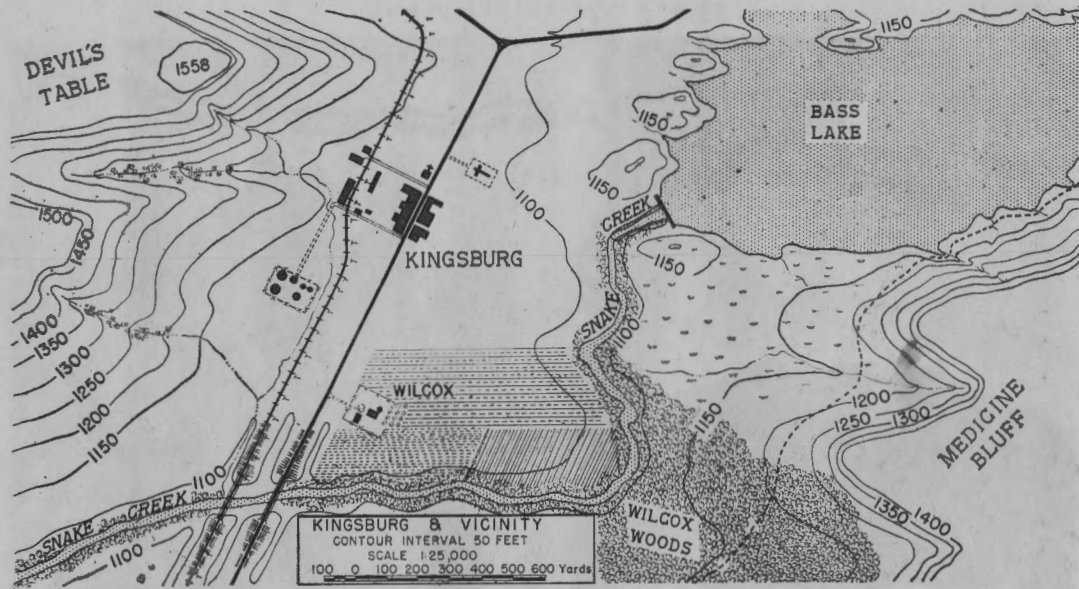 DEVIL'S
TABLE
1558
1500
1450
1400
1350
1300
1250
1200
1150
1100
1100
SNAKE CREEK
KINGSBURG
WILCOX
1100
1150
1150
1150
1150
CREEK
SNAKE
1100
BASS
LAKE
1150
1200
1250
1300
1350
1400
MEDICINE
BLUFF
WILCOX
WOODS
KINGSBURG & VICINITY
CONTOUR INTERVAL 50 FEET
SCALE 1:25,000
100 0 100 200 300 400 500 600 Yards